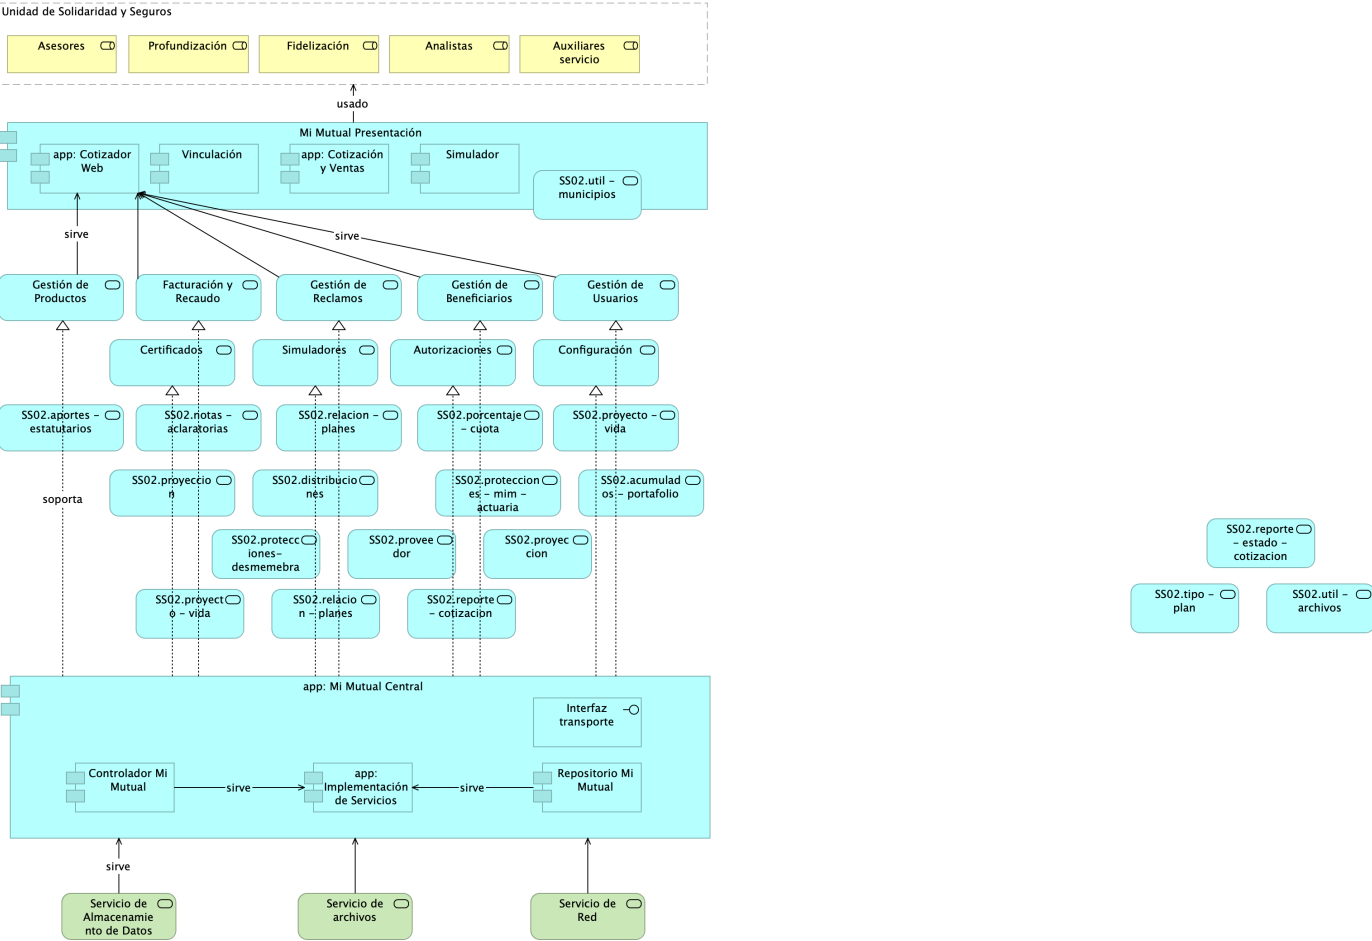 Unidad de Solidaridad y Seguros
Asesores
Profundización
Fidelización
Analistas
Auxiliares
servicio
usado
Mi Mutual Presentación
app: Cotizador
Web
Vinculación
app: Cotización
y Ventas
Simulador
SS02.util –
municipios
sirve
sirve
Gestión de
Productos
Facturación y
Recaudo
Gestión de
Reclamos
Gestión de
Beneficiarios
Gestión de
Usuarios
Certificados
Simuladores
Autorizaciones
Configuración
SS02.aportes –
estatutarios
SS02.notas –
aclaratorias
SS02.relacion –
planes
SS02.porcentaje
– cuota
SS02.proyecto –
vida
soporta
SS02.proyeccio
n
SS02.distribucio
nes
SS02.proteccion
es – mim –
actuaria
SS02.acumulad
os – portafolio
SS02.protecc
iones–
desmemebra
SS02.provee
dor
SS02.proyec
cion
SS02.reporte
– estado –
cotizacion
SS02.proyect
o – vida
SS02.relacio
n – planes
SS02.reporte
– cotizacion
SS02.tipo –
plan
SS02.util –
archivos
app: Mi Mutual Central
Interfaz
transporte
Controlador Mi
Mutual
sirve
app:
Implementación
de Servicios
sirve
Repositorio Mi
Mutual
sirve
Servicio de
Almacenamie
nto de Datos
Servicio de
archivos
Servicio de
Red